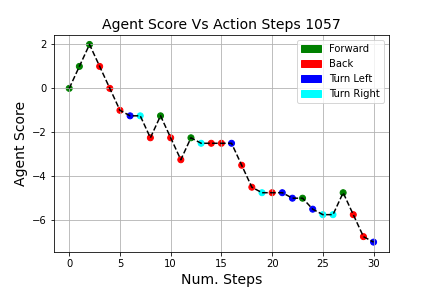 Agent Score Vs Action Steps 1057
Forward
Back
Turn Left
Turn Right
2
0
−2
−4
−6
Agent Score
0 5 10 15 20 25 30
Num. Steps